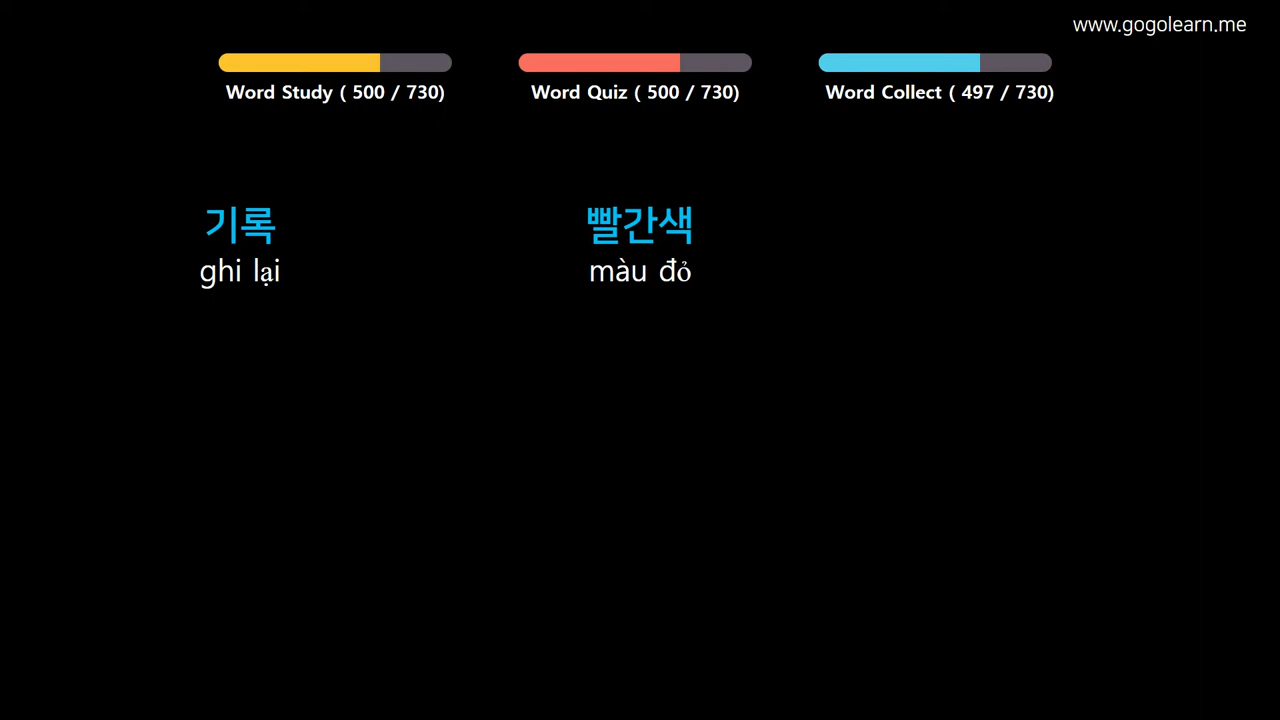 www.gogolearn.me
Word Study ( 500 / 730)
Word Quiz ( 500 / 730)
Word Collect ( 497 / 730)
기록
ghi lại
빨간색
màu đỏ